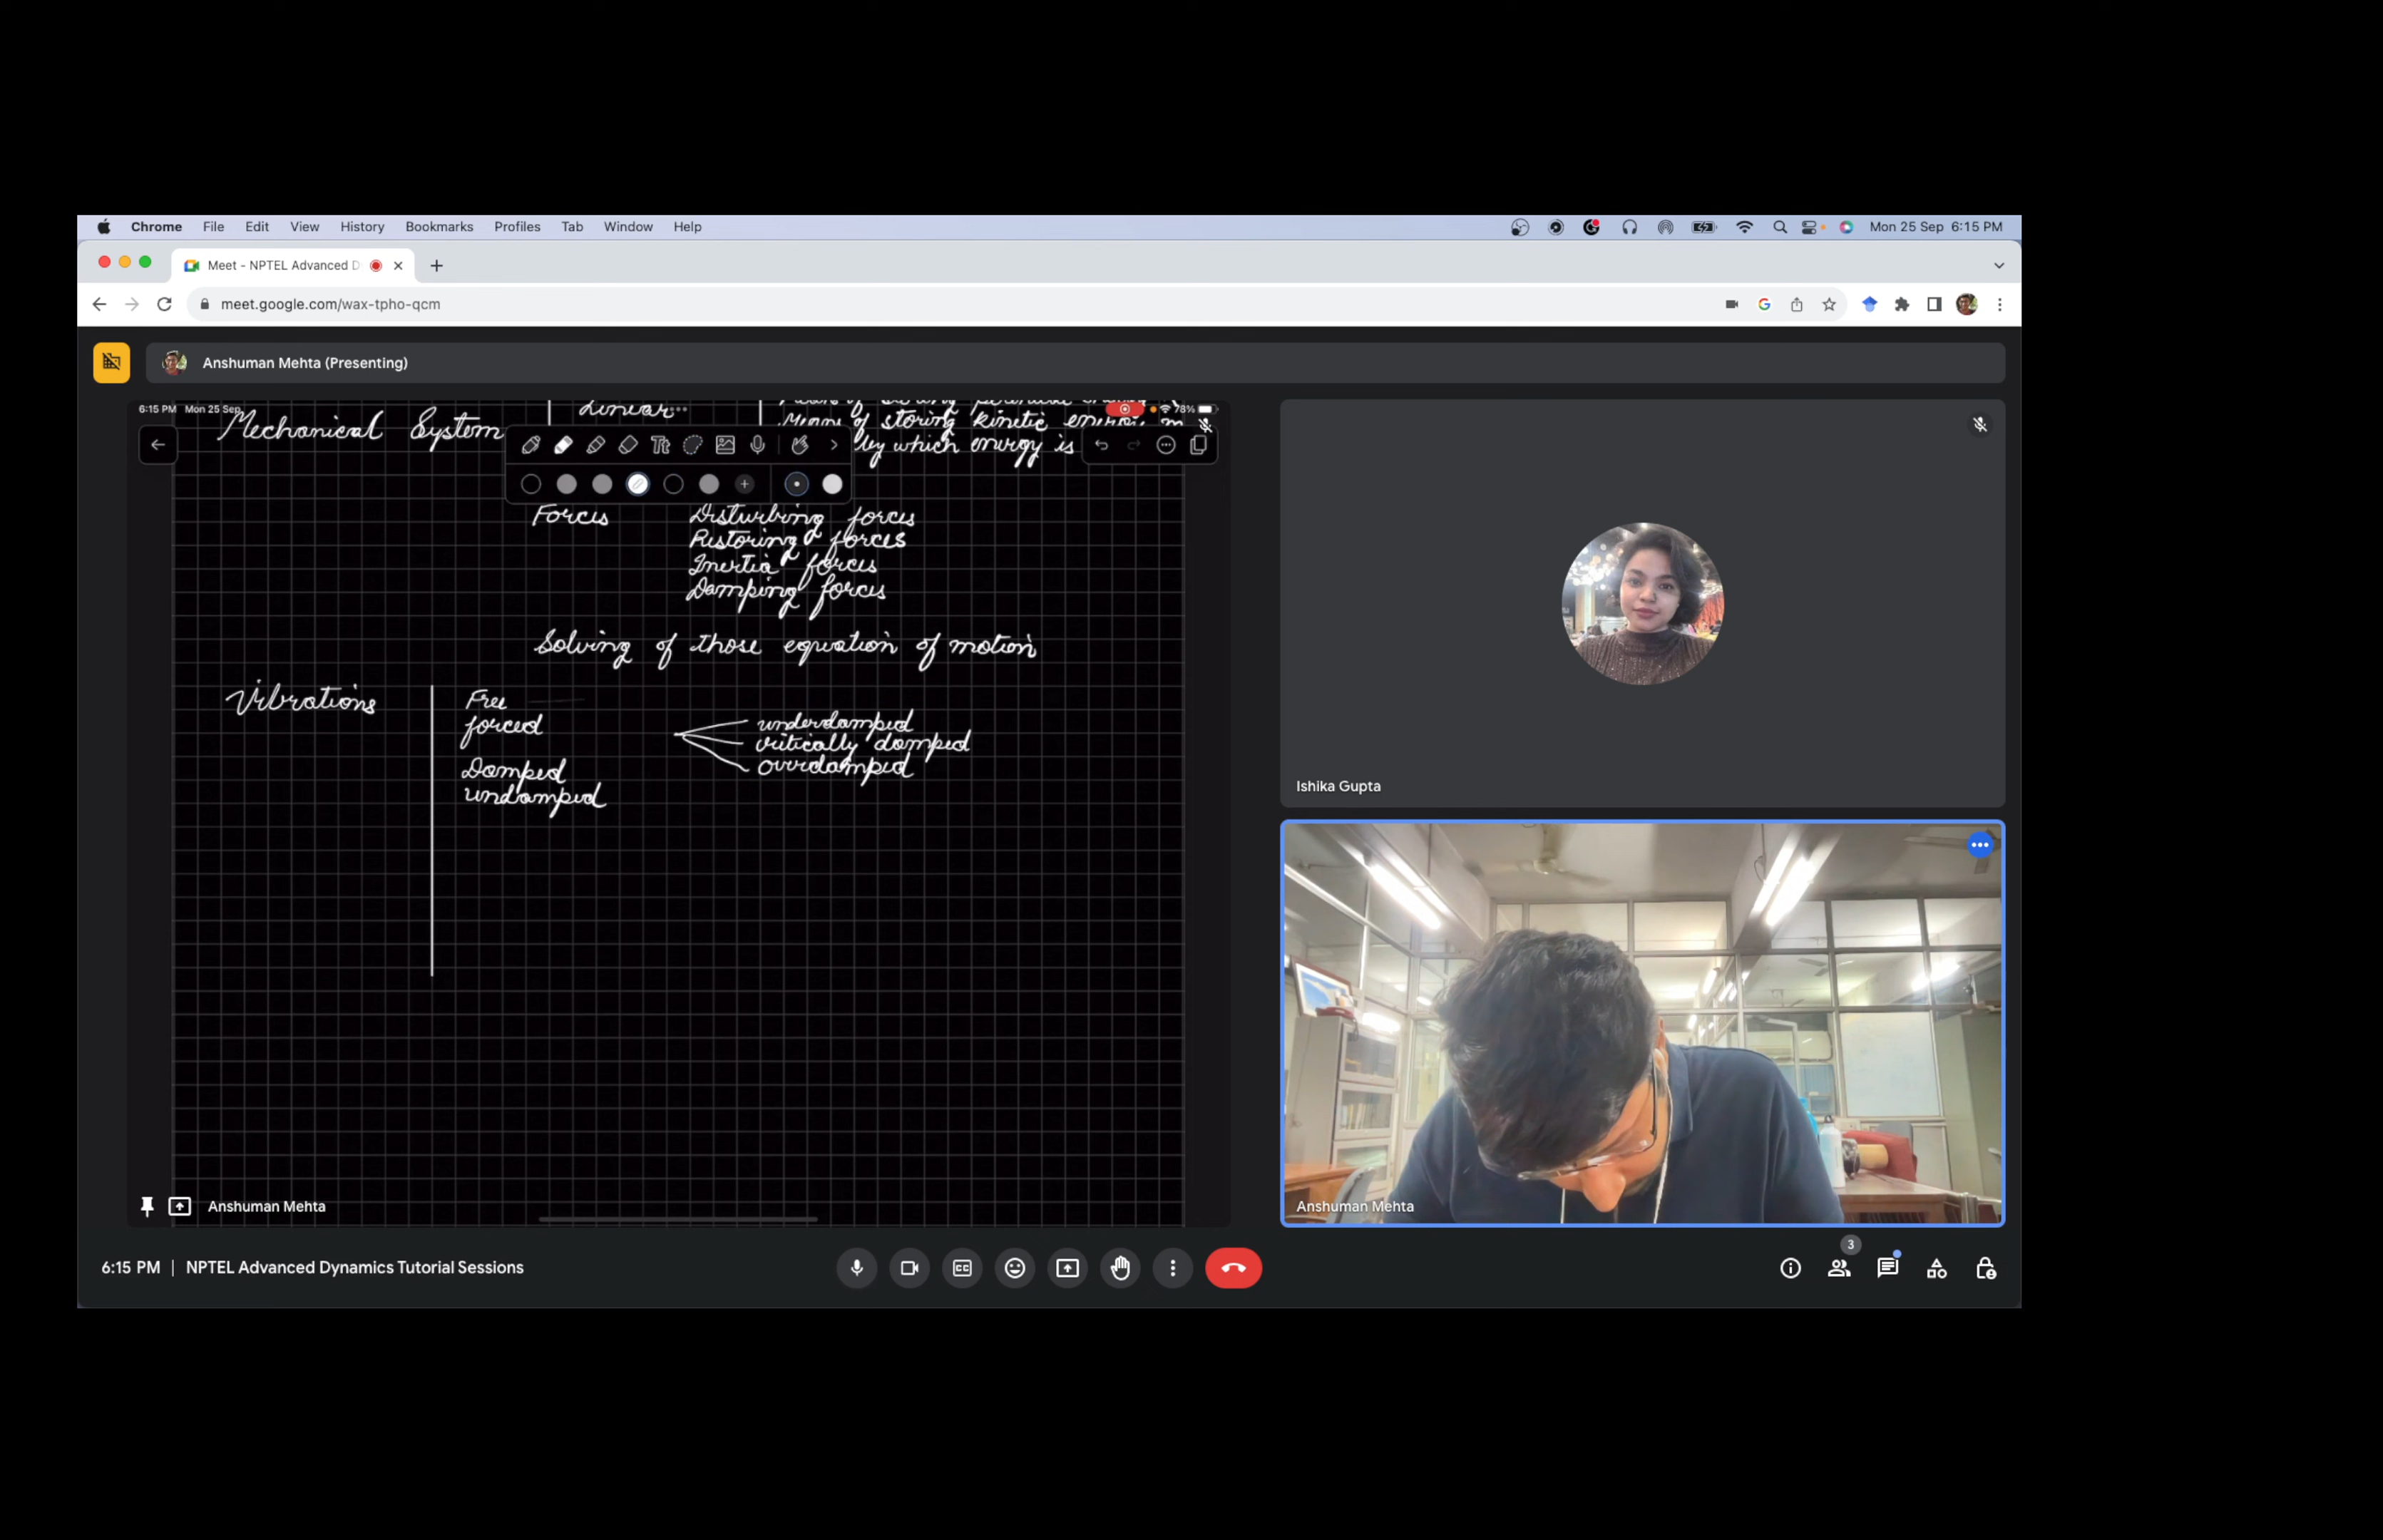 Chrome File Edit View History Bookmarks Profiles Tab Window Help Mon 25 Sep 6:15 PM
Meet - NPTEL Advanced D
meet.google.com/wax-tpho-qcm
Anshuman Mehta (Presenting)
6:15 PM Mon 25 Sep 78%
Mechanical System
Linear
Means of storing kinetic energy
by which energy is
Forces
Disturbing forces
Restoring forces
Inertia forces
Damping forces
Solving of those equation of motion
Vibrations
Free
forced
Damped
undamped
underdamped
critically damped
overdamped
Anshuman Mehta
Ishika Gupta
Anshuman Mehta
6:15 PM | NPTEL Advanced Dynamics Tutorial Sessions
3